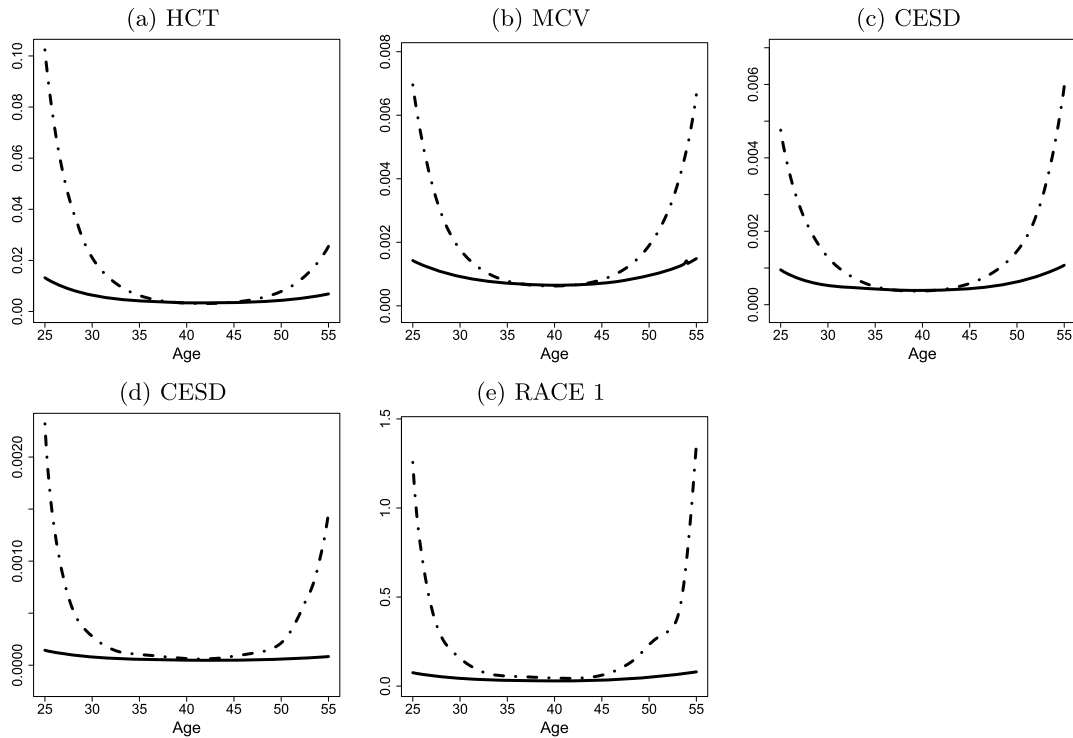 (a) HCT
(b) MCV
(c) CESD
0.10
0.08
0.06
0.04
0.02
0.00
25 30 35 40 45 50 55
Age
0.008
0.006
0.004
0.002
0.000
25 30 35 40 45 50 55
Age
0.006
0.004
0.002
0.000
25 30 35 40 45 50 55
Age
(d) CESD
(e) RACE 1
0.0020
0.0010
0.0000
25 30 35 40 45 50 55
Age
1.5
1.0
0.5
0.0
25 30 35 40 45 50 55
Age